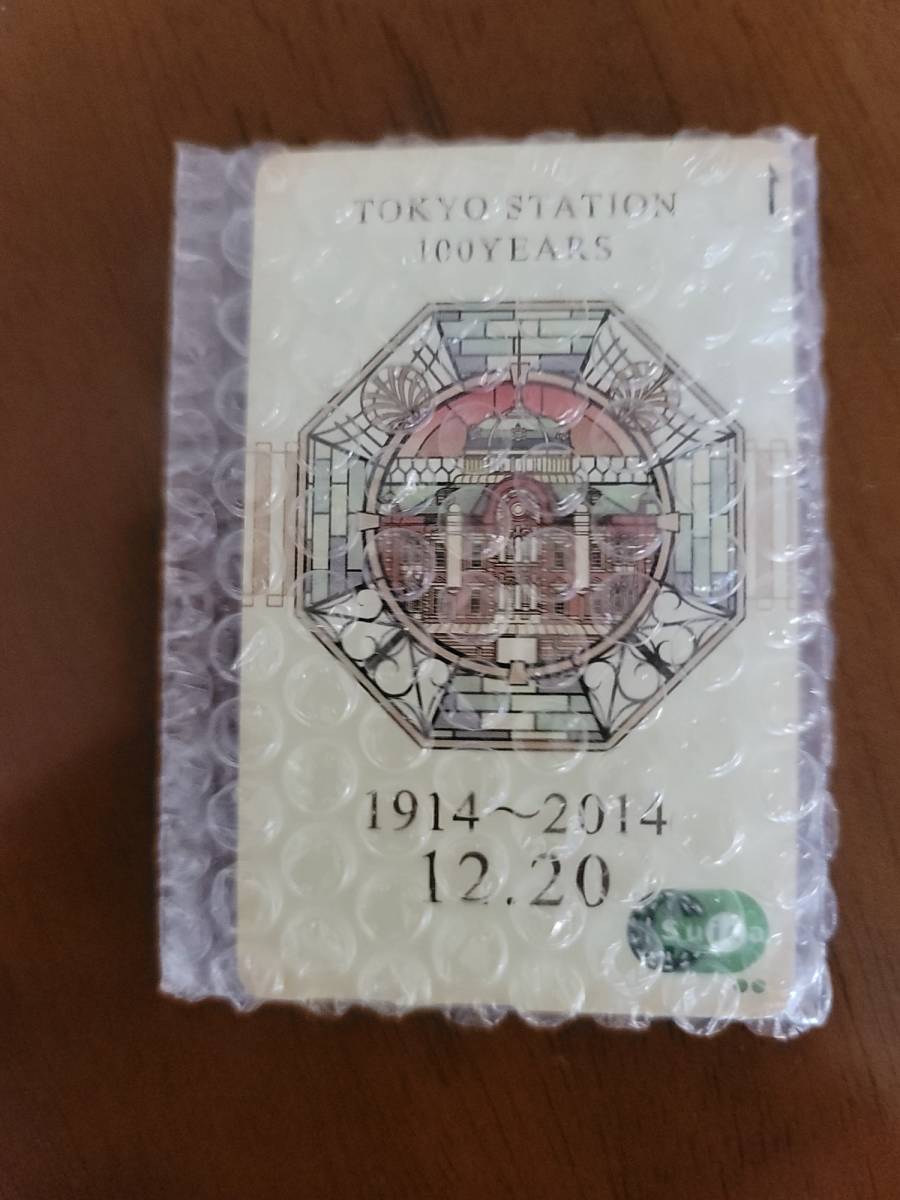 TOKYO STATION
100YEARS
1914～2014
12.20
Suica